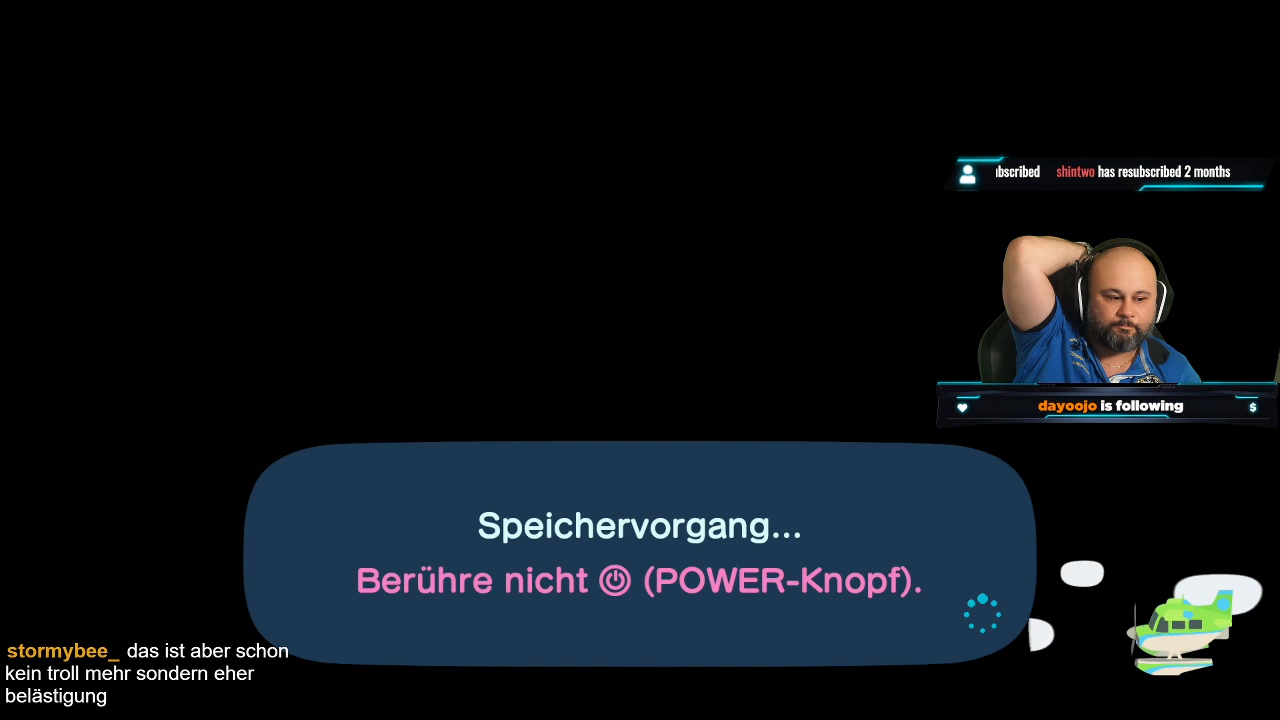 ibscribed shintwo has resubscribed 2 months
dayoojo is following
$
Speichervorgang...
Berühre nicht (POWER-Knopf).
stormybee_ das ist aber schon
kein troll mehr sondern eher
belästigung